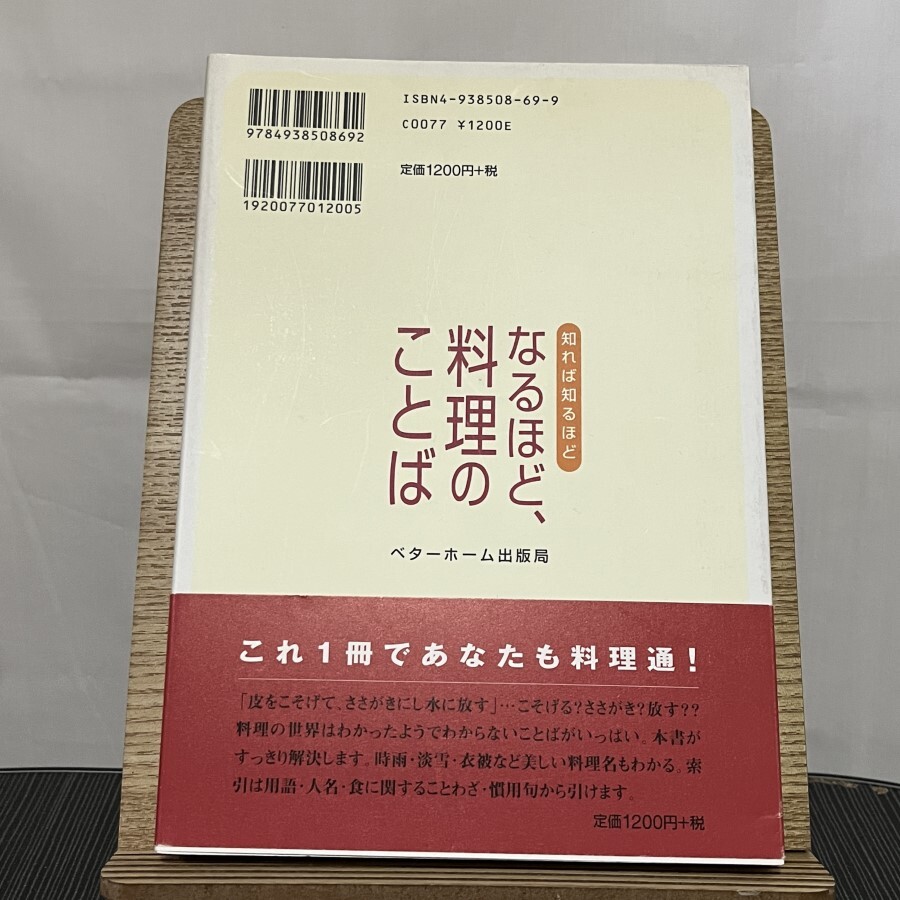 9784938508692
1920077012005
ISBN4-938508-69-9
C0077 ¥1200E
定価1200円+税
知れば知るほど
なるほど、
料理の
ことば
ベターホーム出版局
これ1冊であなたも料理通!
「皮をこそげて、ささがきにし水に放す」…こそげる?ささがき?放す??
料理の世界はわかったようでわからないことばがいっぱい。本書が
すっきり解決します。時雨・淡雪・衣被など美しい料理名もわかる。索
引は用語・人名・食に関することわざ・慣用句から引けます。
定価1200円+税